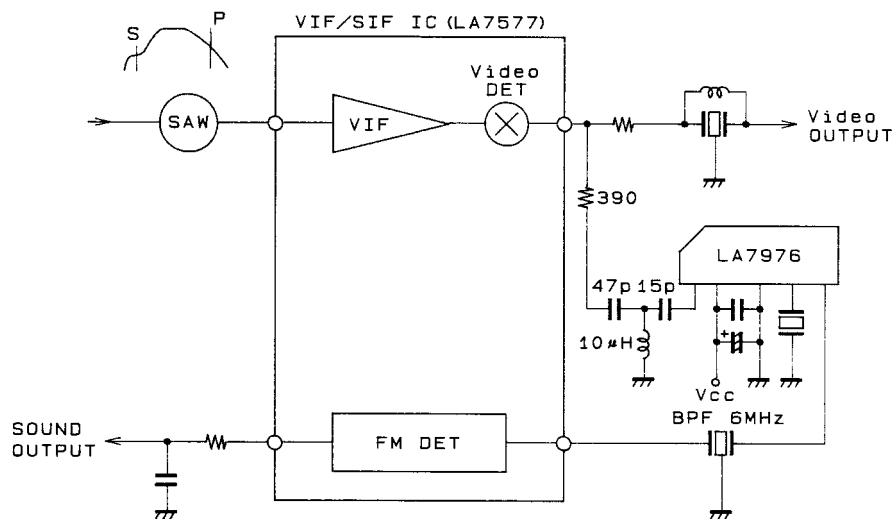 VIF/SIF IC (LA7577)
S
P
Video
DET
SAW
VIF
Video
OUTPUT
390
LA7976
47p 15p
10μH
+
Vcc
BPF 6MHz
SOUND
OUTPUT
FM DET